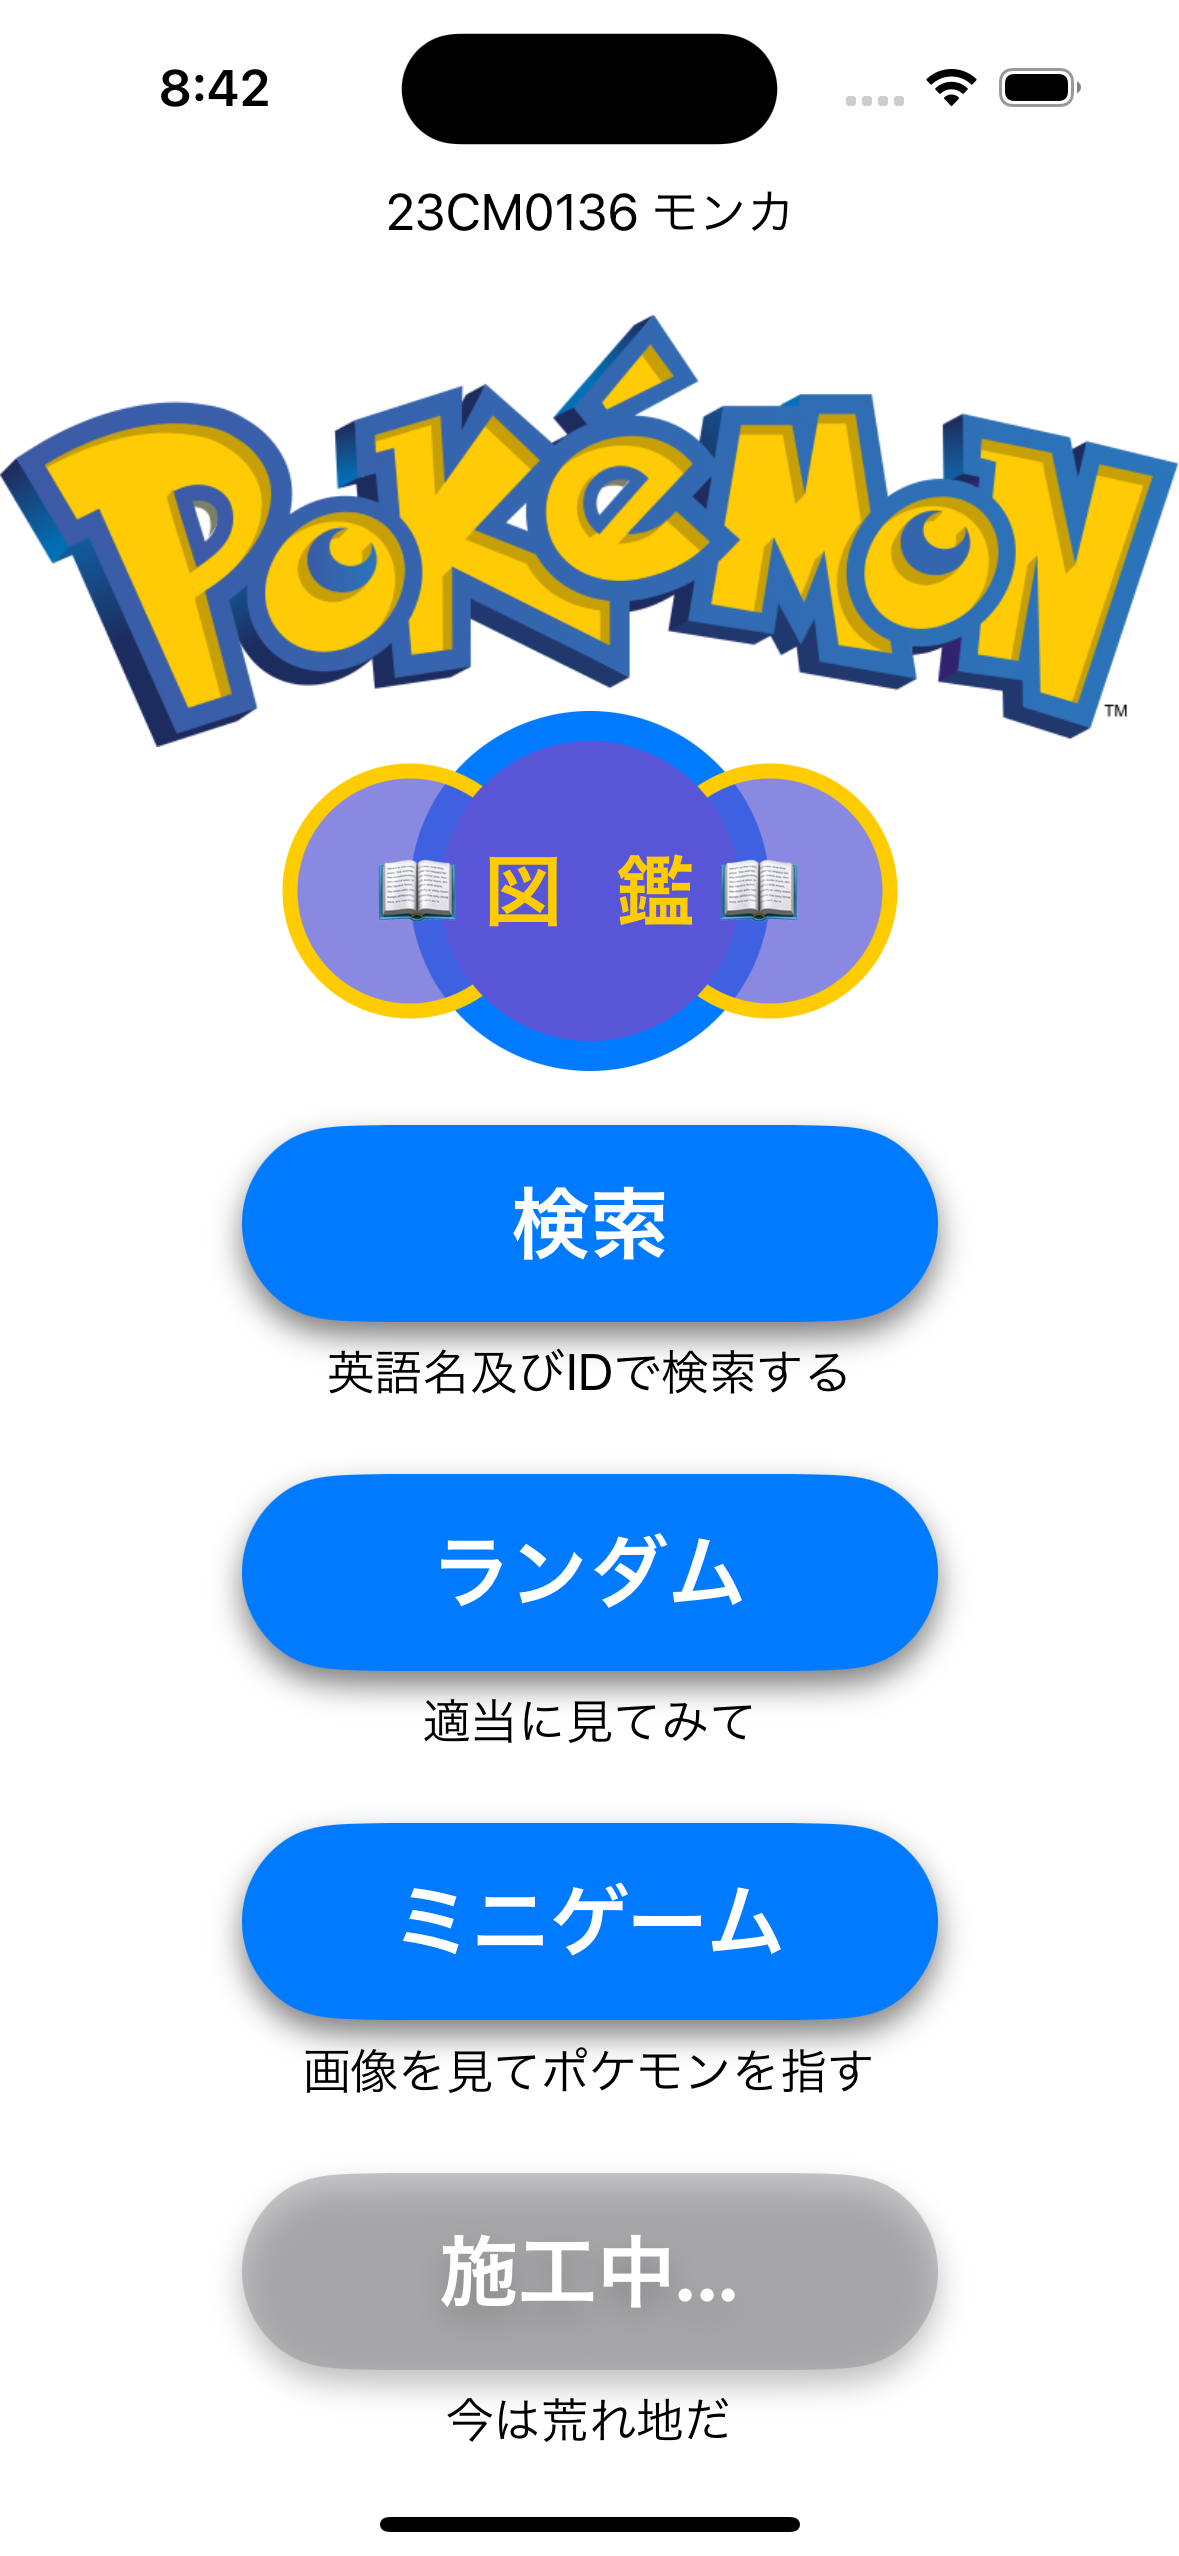 8:42
23CM0136 モンカ
POKéMON
TM
図 鑑
検索
英語名及びIDで検索する
ランダム
適当に見てみて
ミニゲーム
画像を見てポケモンを指す
施工中...
今は荒れ地だ